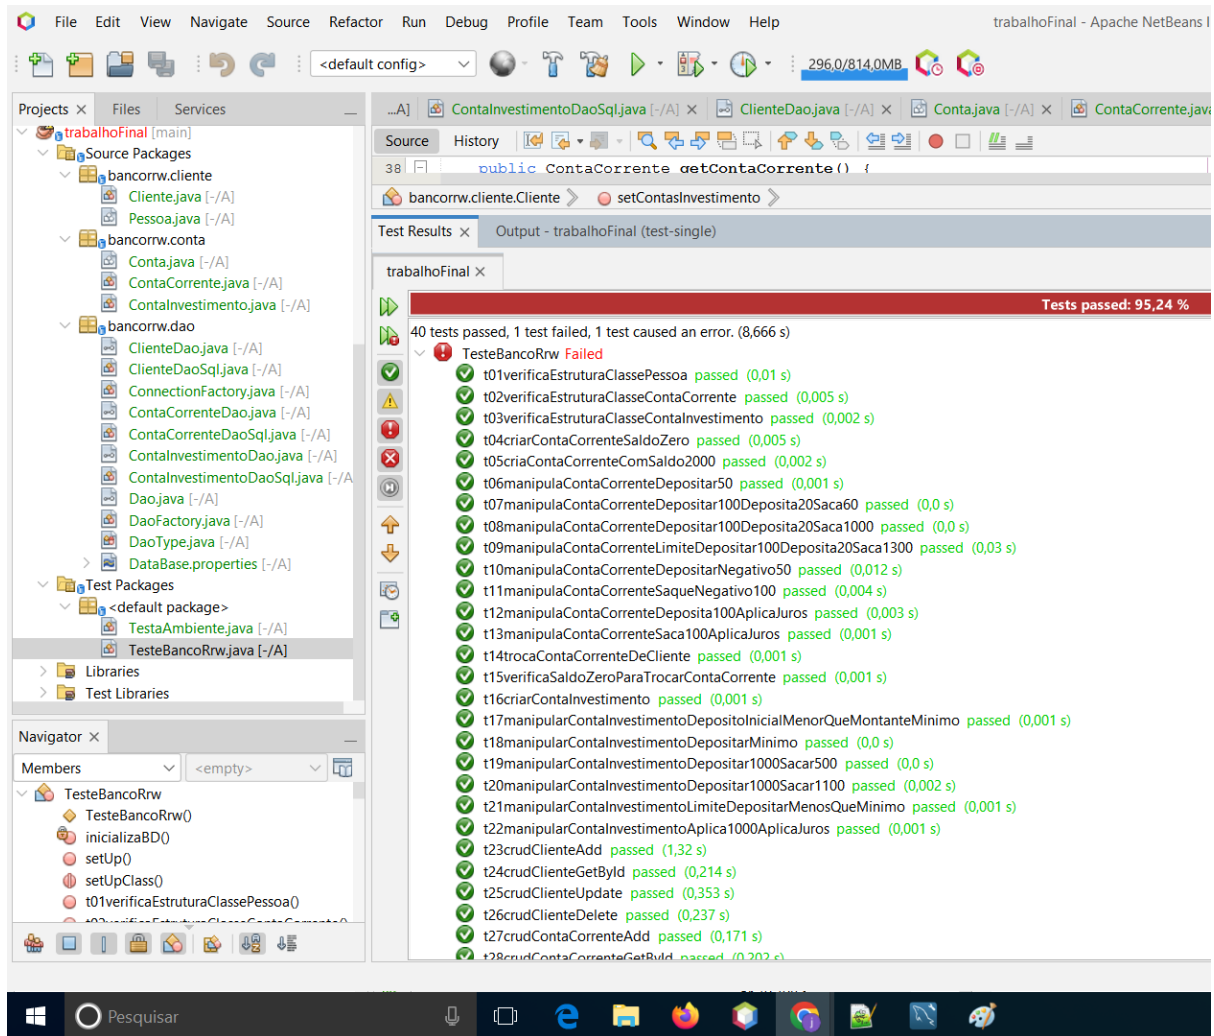 File Edit View Navigate Source Refactor Run Debug Profile Team Tools Window Help
trabalhoFinal - Apache NetBeans I
<default config>
296,0/814,0MB
Projects × Files Services
trabalhoFinal [main]
Source Packages
bancorrw.cliente
Cliente.java [-/A]
Pessoa.java [-/A]
bancorrw.conta
Conta.java [-/A]
ContaCorrente.java [-/A]
ContaInvestimento.java [-/A]
bancorrw.dao
ClienteDao.java [-/A]
ClienteDaoSql.java [-/A]
ConnectionFactory.java [-/A]
ContaCorrenteDao.java [-/A]
ContaCorrenteDaoSql.java [-/A]
ContaInvestimentoDao.java [-/A]
ContaInvestimentoDaoSql.java [-/A
Dao.java [-/A]
DaoFactory.java [-/A]
DaoType.java [-/A]
DataBase.properties [-/A]
Test Packages
<default package>
TestaAmbiente.java [-/A]
TesteBancoRrw.java [-/A]
Libraries
Test Libraries
Navigator ×
Members
<empty>
TesteBancoRrw
TesteBancoRrw()
inicializaBD()
setUp()
setUpClass()
t01verificaEstruturaClassePessoa()
t02verificaEstruturaClasseContaCorrente()
...A] ContaInvestimentoDaoSql.java [-/A] × ClienteDao.java [-/A] × Conta.java [-/A] × ContaCorrente.java
Source History
38 public ContaCorrente getContaCorrente() {
bancorrw.cliente.Cliente setContasInvestimento
Test Results × Output - trabalhoFinal (test-single)
trabalhoFinal ×
Tests passed: 95,24 %
40 tests passed, 1 test failed, 1 test caused an error. (8,666 s)
TesteBancoRrw Failed
t01verificaEstruturaClassePessoa passed (0,01 s)
t02verificaEstruturaClasseContaCorrente passed (0,005 s)
t03verificaEstruturaClasseContaInvestimento passed (0,002 s)
t04criarContaCorrenteSaldoZero passed (0,005 s)
t05criaContaCorrenteComSaldo2000 passed (0,002 s)
t06manipulaContaCorrenteDepositar50 passed (0,001 s)
t07manipulaContaCorrenteDepositar100Deposita20Saca60 passed (0,0 s)
t08manipulaContaCorrenteDepositar100Deposita20Saca1000 passed (0,0 s)
t09manipulaContaCorrenteLimiteDepositar100Deposita20Saca1300 passed (0,03 s)
t10manipulaContaCorrenteDepositarNegativo50 passed (0,012 s)
t11manipulaContaCorrenteSaqueNegativo100 passed (0,004 s)
t12manipulaContaCorrenteDeposita100AplicaJuros passed (0,003 s)
t13manipulaContaCorrenteSaca100AplicaJuros passed (0,001 s)
t14trocaContaCorrenteDeCliente passed (0,001 s)
t15verificaSaldoZeroParaTrocarContaCorrente passed (0,001 s)
t16criarContaInvestimento passed (0,001 s)
t17manipularContaInvestimentoDepositoInicialMenorQueMontanteMinimo passed (0,001 s)
t18manipularContaInvestimentoDepositarMinimo passed (0,0 s)
t19manipularContaInvestimentoDepositar1000Sacar500 passed (0,0 s)
t20manipularContaInvestimentoDepositar1000Sacar1100 passed (0,002 s)
t21manipularContaInvestimentoLimiteDepositarMenosQueMinimo passed (0,001 s)
t22manipularContaInvestimentoAplica1000AplicaJuros passed (0,001 s)
t23crudClienteAdd passed (1,32 s)
t24crudClienteGetById passed (0,214 s)
t25crudClienteUpdate passed (0,353 s)
t26crudClienteDelete passed (0,237 s)
t27crudContaCorrenteAdd passed (0,171 s)
t28crudContaCorrenteGetById passed (0,202 s)
Pesquisar